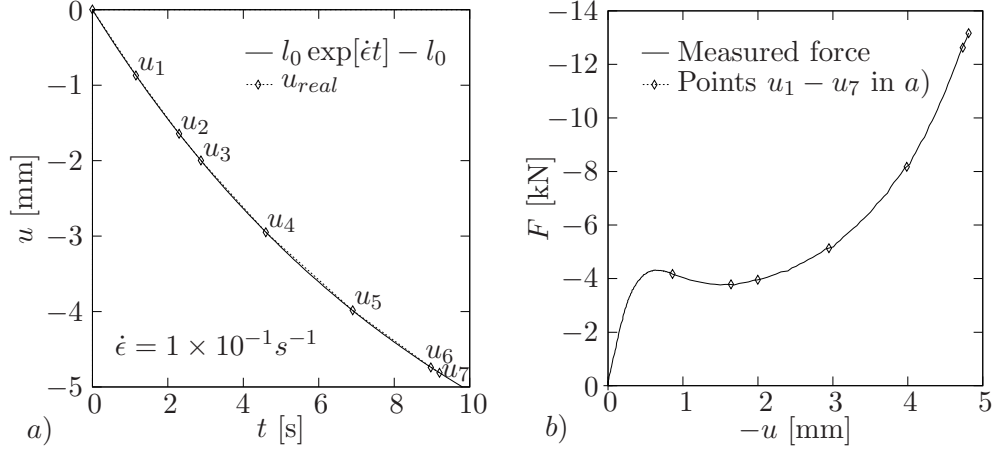 0
−1
−2
−3
−4
−5
u [mm]
0 2 4 6 8 10
t [s]
l₀ exp[ϵ̇t] − l₀
u_real
u₁
u₂
u₃
u₄
u₅
u₆
u₇
ϵ̇ = 1 × 10⁻¹s⁻¹
a)
−14
−12
−10
−8
−6
−4
−2
0
F [kN]
0 1 2 3 4 5
−u [mm]
Measured force
Points u₁ − u₇ in a)
b)